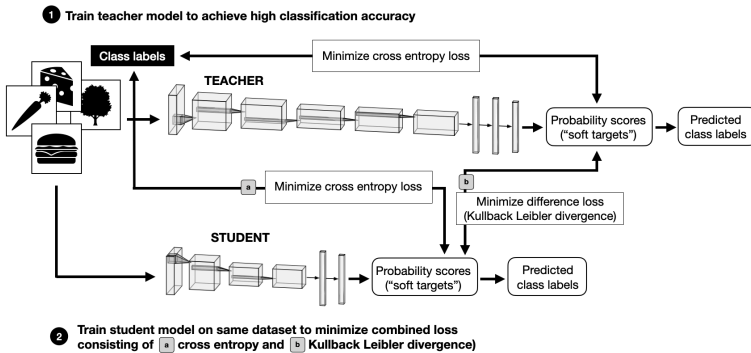 1 Train teacher model to achieve high classification accuracy
Class labels
Minimize cross entropy loss
TEACHER
Probability scores
(“soft targets”)
Predicted
class labels
a
Minimize cross entropy loss
b
Minimize difference loss
(Kullback Leibler divergence)
STUDENT
Probability scores
(“soft targets”)
Predicted
class labels
2 Train student model on same dataset to minimize combined loss
consisting of a cross entropy and b Kullback Leibler divergence)